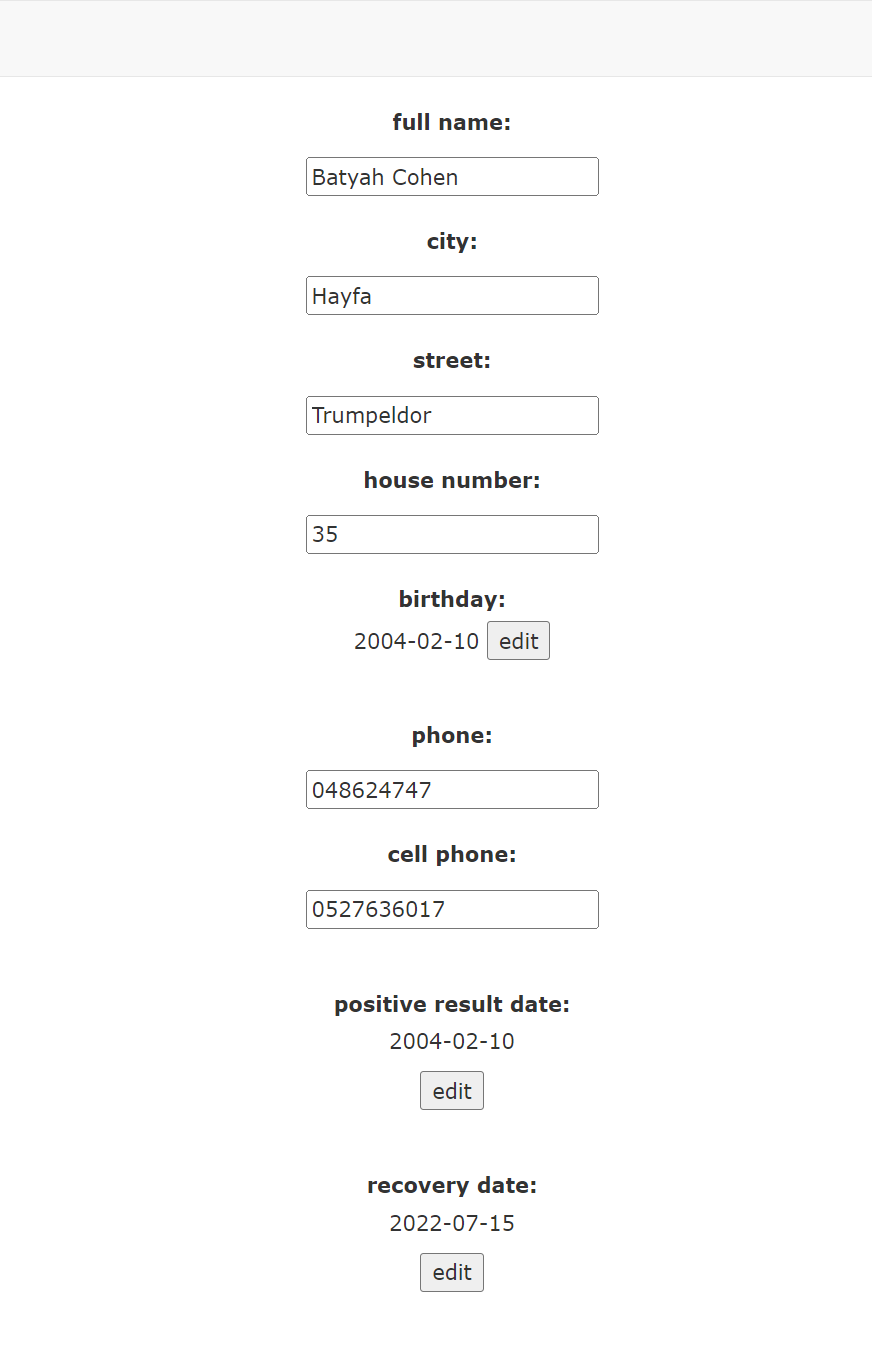 full name:
Batyah Cohen
city:
Hayfa
street:
Trumpeldor
house number:
35
birthday:
2004-02-10 edit
phone:
048624747
cell phone:
0527636017
positive result date:
2004-02-10
edit
recovery date:
2022-07-15
edit